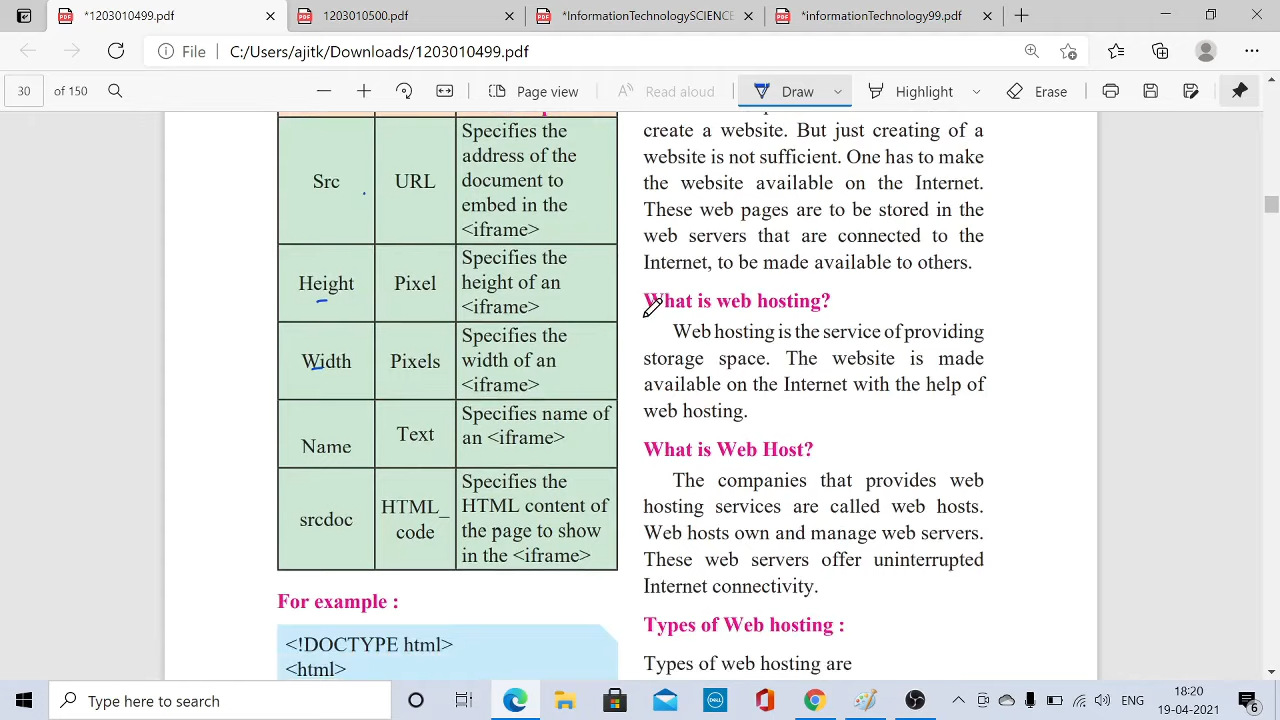 *1203010499.pdf
*1203010500.pdf
*InformationTechnology(IT)CommerceStd12th
*InformationTechnologyScience
File C:/Users/ajitk/Downloads/1203010499.pdf
30 of 150 Page view Read aloud Draw Highlight Erase
Src URL Specifies the
address of the
document to
embed in the
<iframe>
Height Pixel Specifies the
height of an
<iframe>
Width Pixels Specifies the
width of an
<iframe>
Name Text Specifies name of
an <iframe>
srcdoc HTML_
code Specifies the
HTML content of
the page to show
in the <iframe>
For example :
<!DOCTYPE html>
<html>
create a website. But just creating of a
website is not sufficient. One has to make
the website available on the Internet.
These web pages are to be stored in the
web servers that are connected to the
Internet, to be made available to others.
What is web hosting?
Web hosting is the service of providing
storage space. The website is made
available on the Internet with the help of
web hosting.
What is Web Host?
The companies that provides web
hosting services are called web hosts.
Web hosts own and manage web servers.
These web servers offer uninterrupted
Internet connectivity.
Types of Web hosting :
Types of web hosting are
Type here to search
ENG
18:20
19-04-2021
6